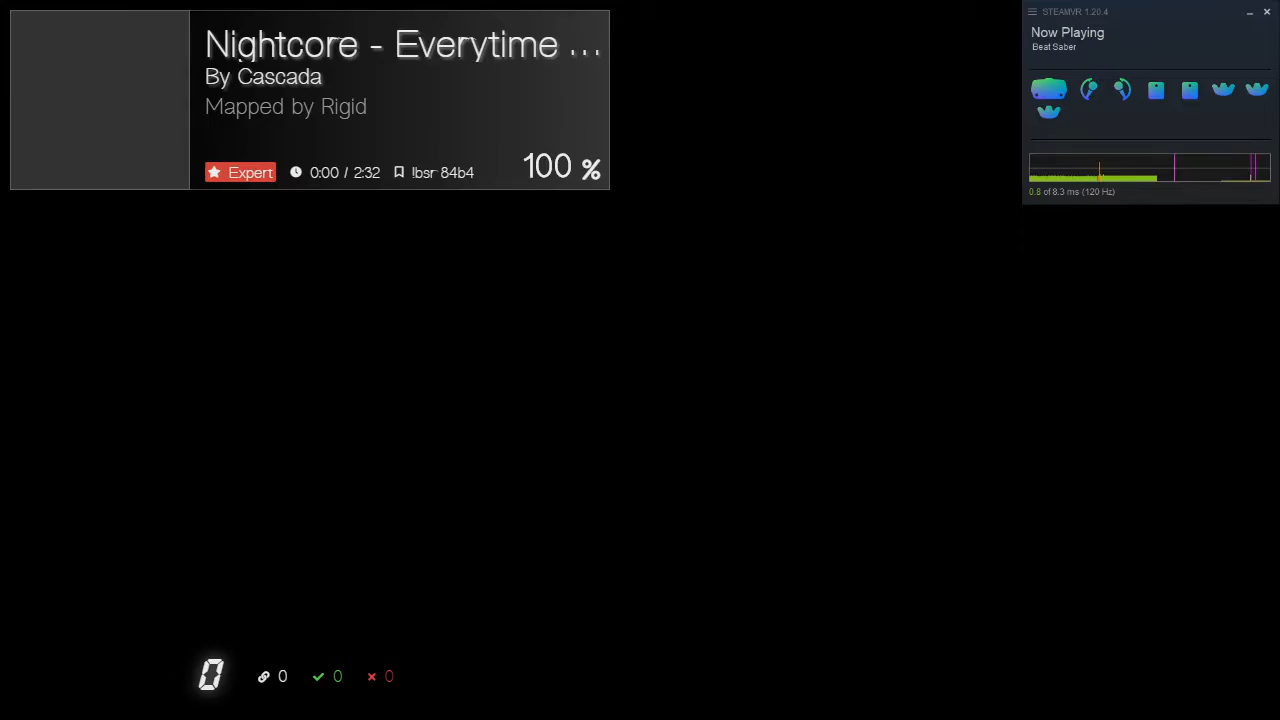 Nightcore - Everytime ...
By Cascada
Mapped by Rigid
Expert 0:00 / 2:32 !bsr 84b4 100 %
STEAMVR 1.20.4
Now Playing
Beat Saber
0.8 of 8.3 ms (120 Hz)
0 0 0 0